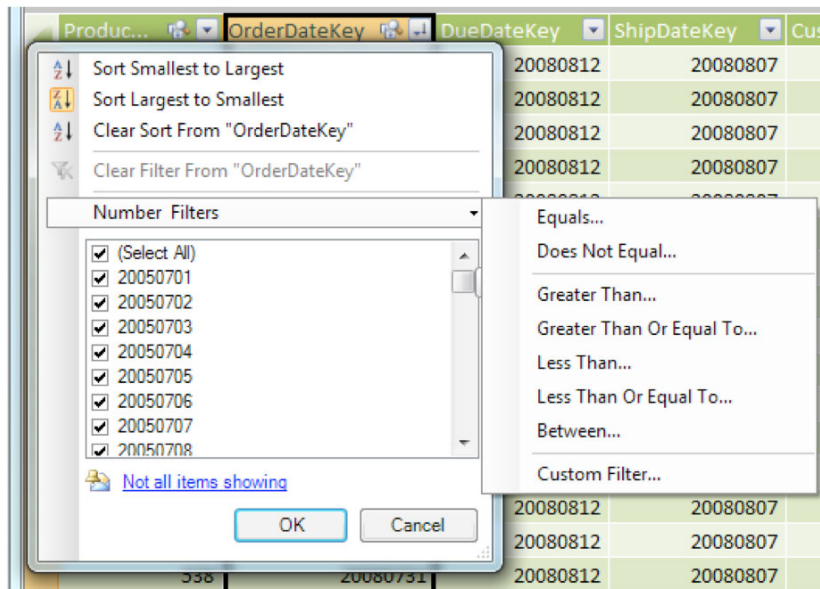 Produc... OrderDateKey DueDateKey ShipDateKey Cus
Sort Smallest to Largest
Sort Largest to Smallest
Clear Sort From "OrderDateKey"
Clear Filter From "OrderDateKey"
Number Filters
(Select All)
20050701
20050702
20050703
20050704
20050705
20050706
20050707
20050708
Not all items showing
OK Cancel
Equals...
Does Not Equal...
Greater Than...
Greater Than Or Equal To...
Less Than...
Less Than Or Equal To...
Between...
Custom Filter...
20080812 20080807
20080812 20080807
20080812 20080807
20080812 20080807
20080812 20080807
20080812 20080807
538 20080731 20080812 20080807